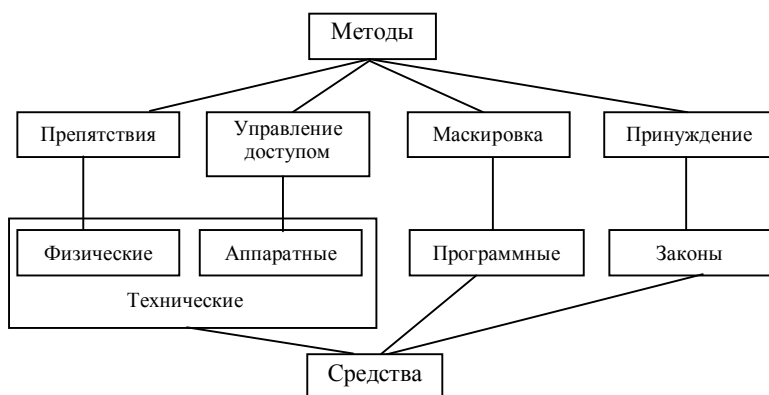 Методы
Препятствия
Управление
доступом
Маскировка
Принуждение
Физические
Аппаратные
Программные
Законы
Технические
Средства